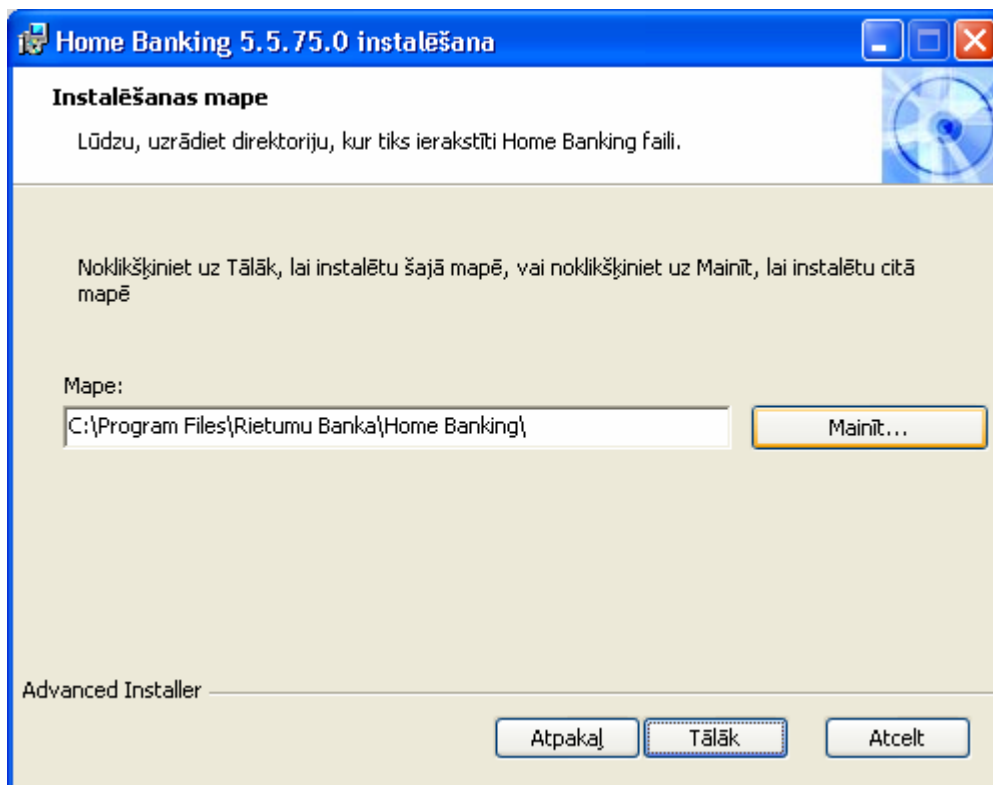 Home Banking 5.5.75.0 instalēšana
Instalēšanas mape
Lūdzu, uzrādiet direktoriju, kur tiks ierakstīti Home Banking faili.
Noklikšķiniet uz Tālāk, lai instalētu šajā mapē, vai noklikšķiniet uz Mainīt, lai instalētu citā
mapē
Mape:
C:\Program Files\Rietumu Banka\Home Banking\
Mainīt...
Advanced Installer
Atpakaļ
Tālāk
Atcelt